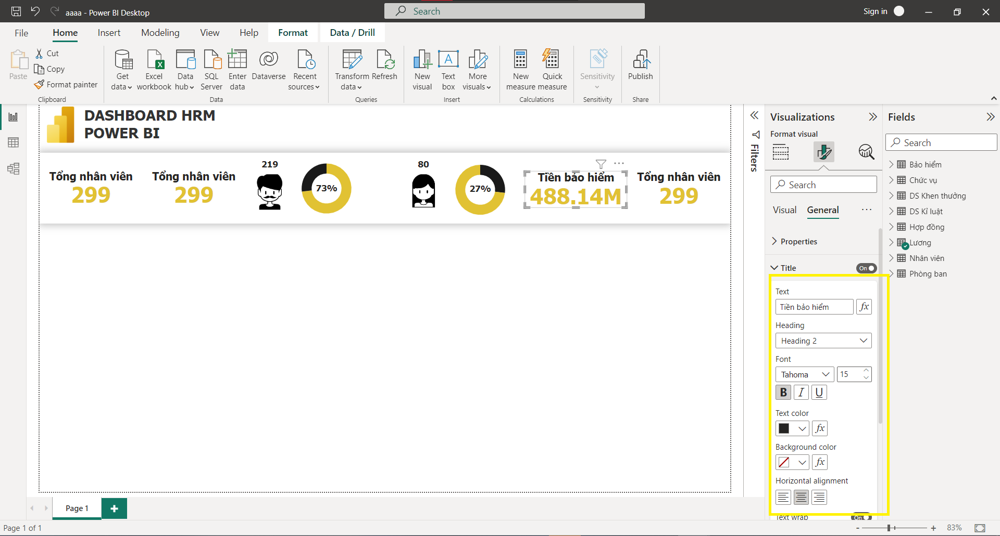 aaaa - Power BI Desktop
Search
Sign in
File
Home
Insert
Modeling
View
Help
Format
Data / Drill
Paste
Cut
Copy
Format painter
Clipboard
Get
data
Excel
workbook
Data
hub
SQL
Server
Enter
data
Dataverse
Recent
sources
Data
Transform
data
Refresh
Queries
New
visual
Text
box
More
visuals
Insert
New
measure
Quick
measure
Calculations
Sensitivity
Sensitivity
Publish
Share
DASHBOARD HRM
POWER BI
Tổng nhân viên
299
Tổng nhân viên
299
219
73%
80
27%
Tiền bảo hiểm
488.14M
Tổng nhân viên
299
Filters
Visualizations
Format visual
Search
Visual
General
Properties
Title
On
Text
Tiền bảo hiểm
fx
Heading
Heading 2
Font
Tahoma
15
B
I
U
Text color
fx
Background color
fx
Horizontal alignment
Text wrap
On
Fields
Search
Bảo hiểm
Chức vụ
DS Khen thưởng
DS Kỉ luật
Hợp đồng
Lương
Nhân viên
Phòng ban
Page 1
Page 1 of 1
83%